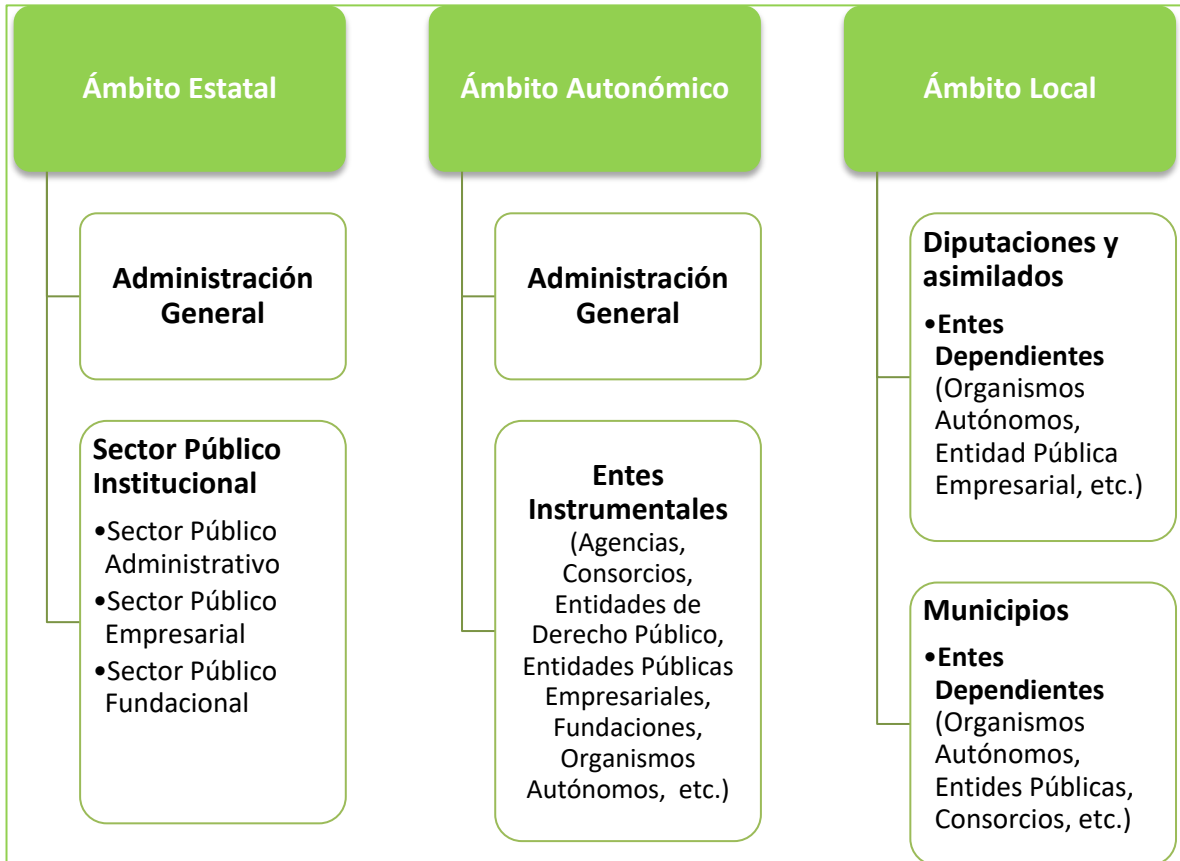 Ámbito Estatal
Administración
General
Sector Público
Institucional
•Sector Público
Administrativo
•Sector Público
Empresarial
•Sector Público
Fundacional
Ámbito Autonómico
Administración
General
Entes
Instrumentales
(Agencias,
Consorcios,
Entidades de
Derecho Público,
Entidades Públicas
Empresariales,
Fundaciones,
Organismos
Autónomos, etc.)
Ámbito Local
Diputaciones y
asimilados
•Entes
Dependientes
(Organismos
Autónomos,
Entidad Pública
Empresarial, etc.)
Municipios
•Entes
Dependientes
(Organismos
Autónomos,
Entides Públicas,
Consorcios, etc.)